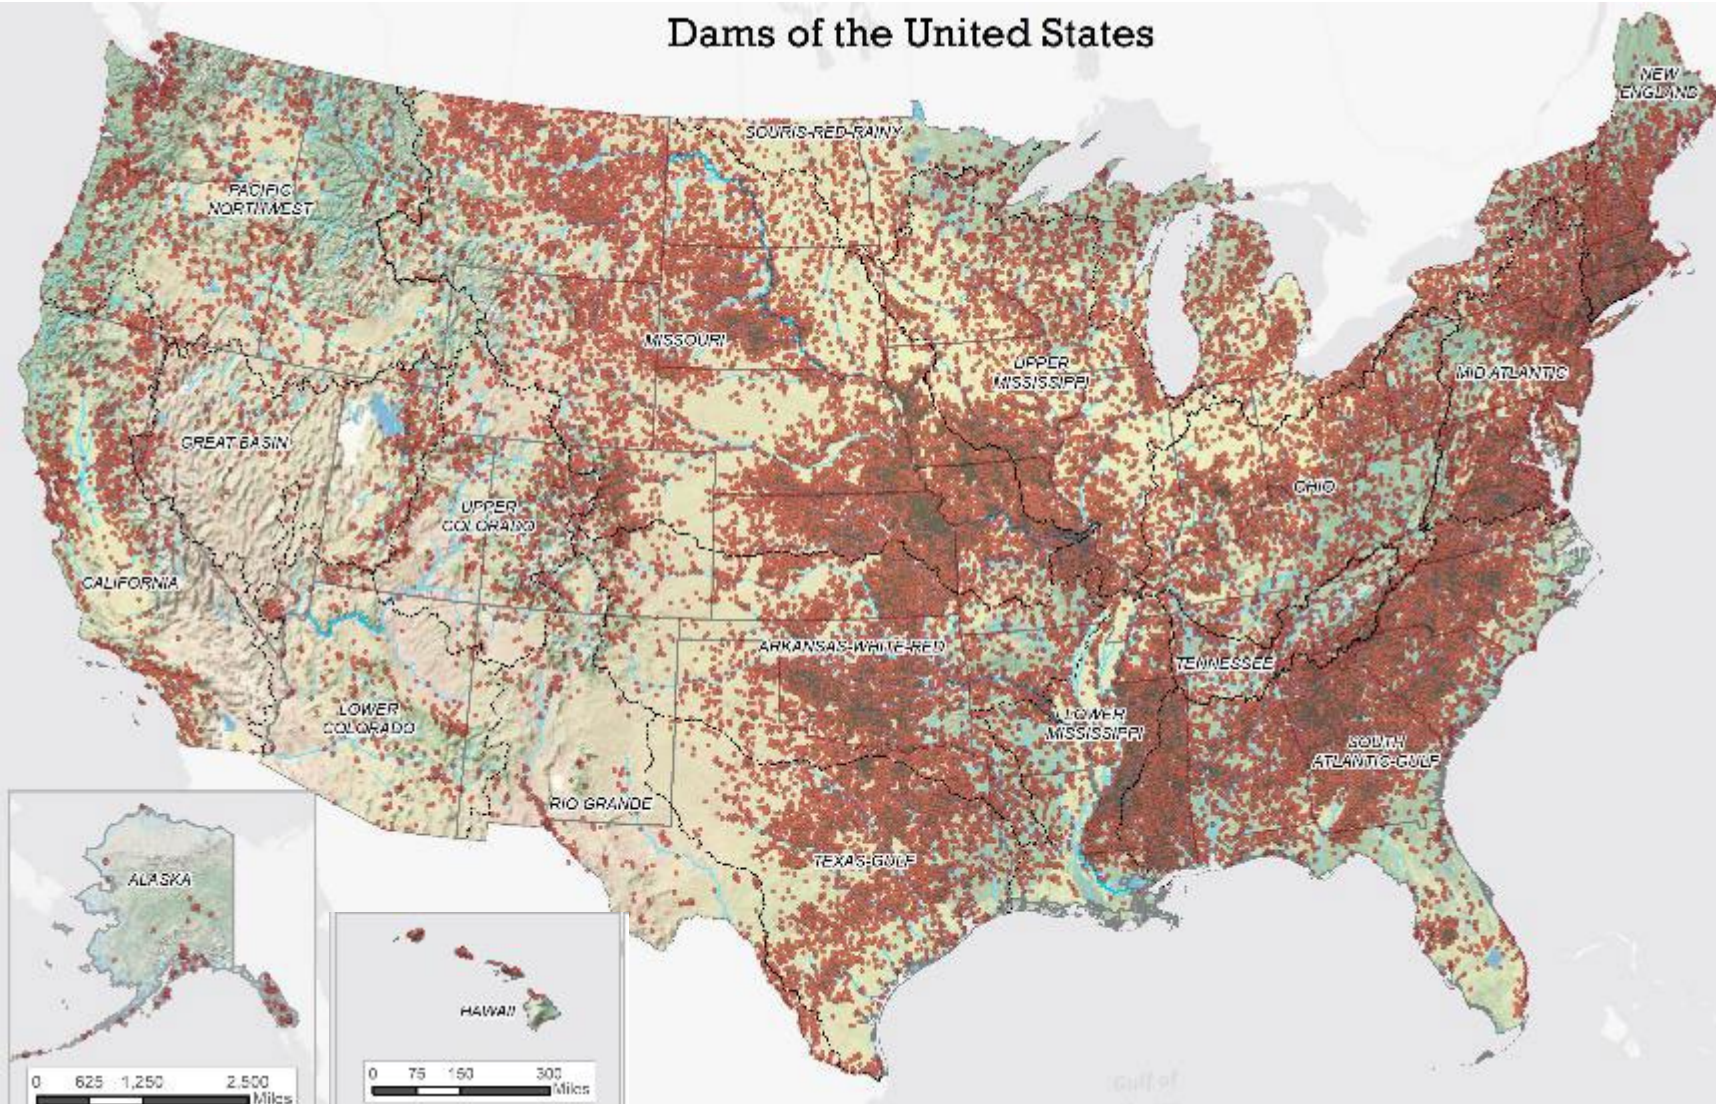 Dams of the United States
NEW
ENGLAND
SOURIS-RED-RAINY
PACIFIC
NORTHWEST
MISSOURI
UPPER
MISSISSIPPI
MID ATLANTIC
GREAT BASIN
OHIO
UPPER
COLORADO
CALIFORNIA
ARKANSAS-WHITE-RED
TENNESSEE
LOWER
COLORADO
LOWER
MISSISSIPPI
SOUTH
ATLANTIC-GULF
RIO GRANDE
TEXAS-GULF
ALASKA
HAWAII
0 625 1,250 2,500
Miles
0 75 150 300
Miles
Gulf of